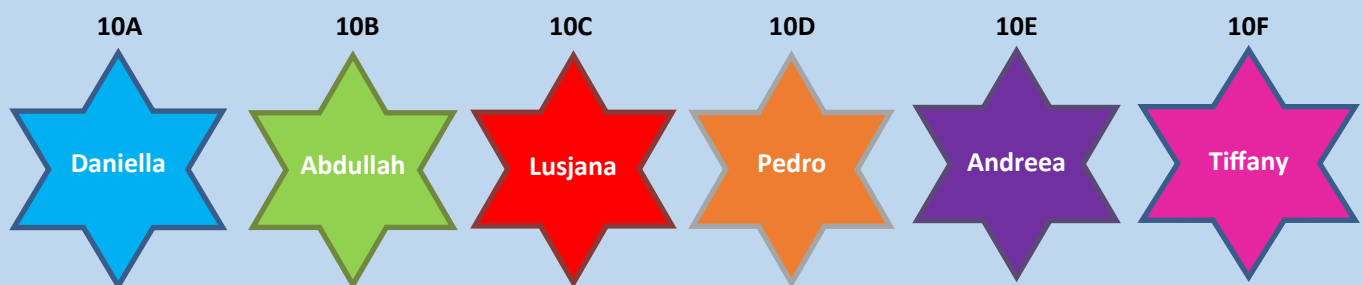 10A 10B 10C 10D 10E 10F
Daniella Abdullah Lusjana Pedro Andreea Tiffany